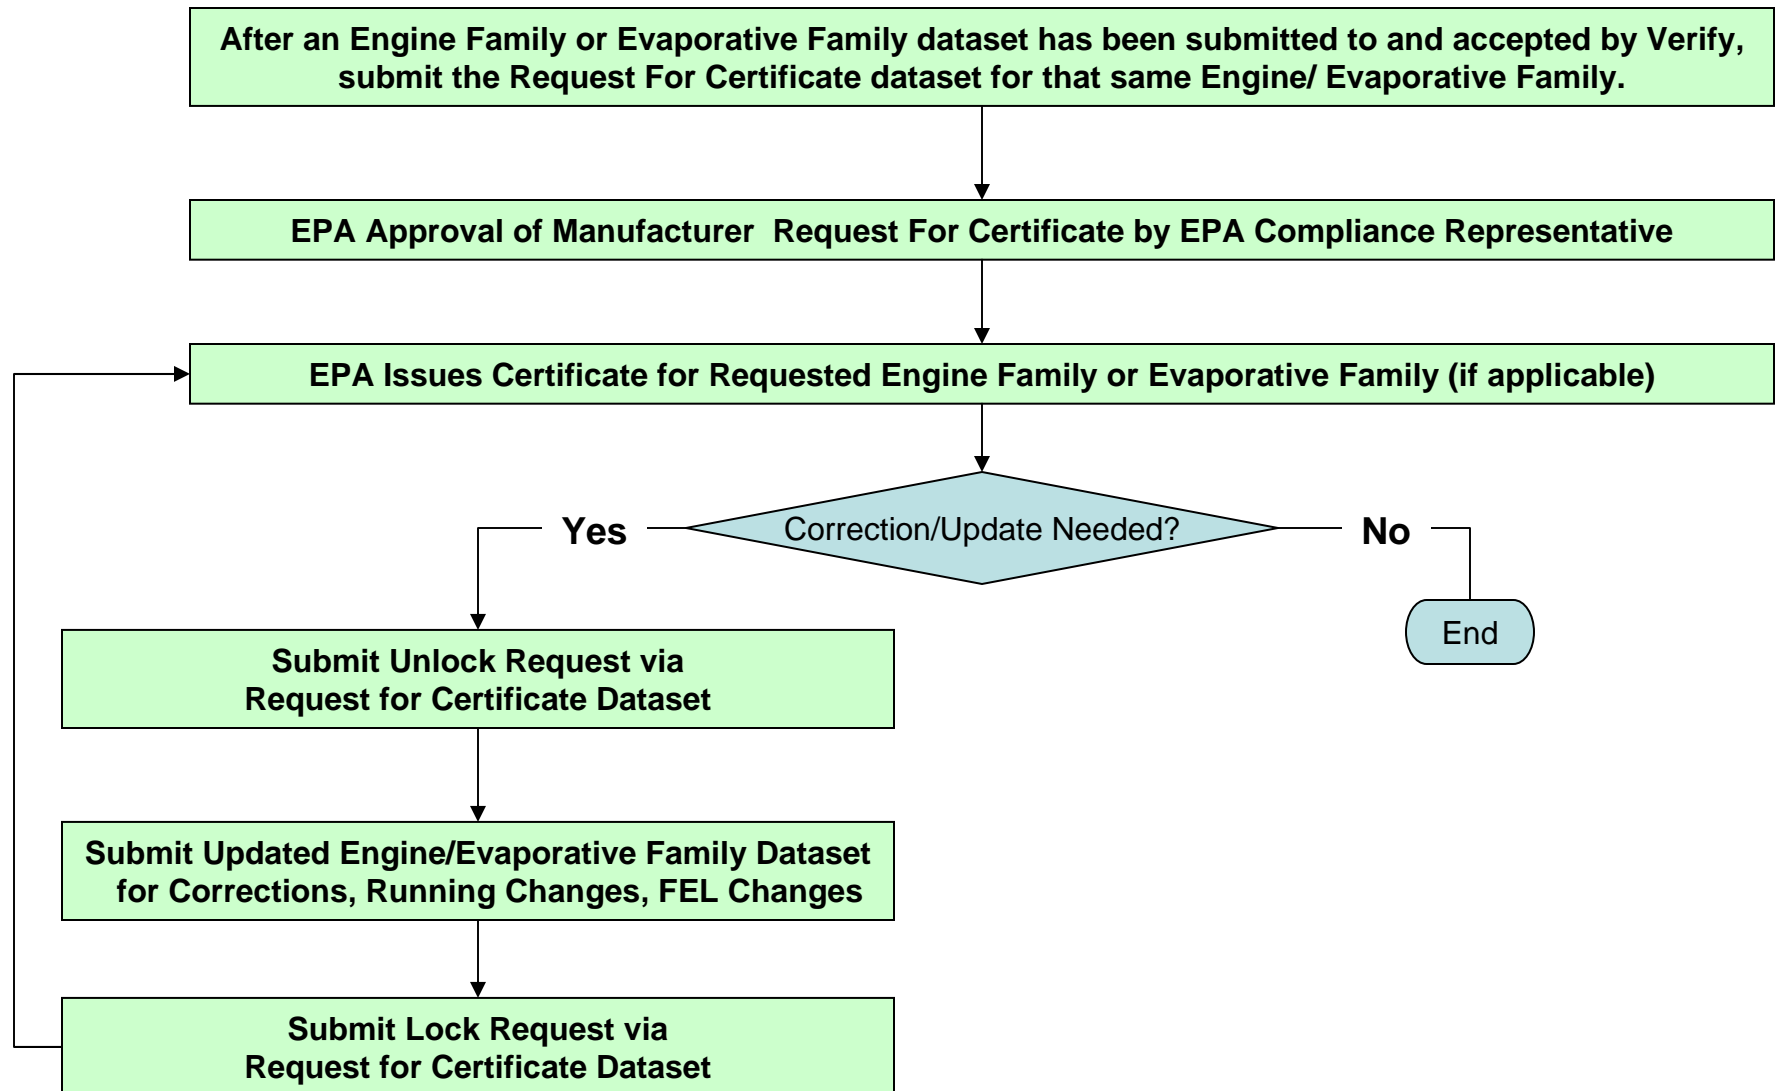 After an Engine Family or Evaporative Family dataset has been submitted to and accepted by Verify,
submit the Request For Certificate dataset for that same Engine/ Evaporative Family.
EPA Approval of Manufacturer  Request For Certificate by EPA Compliance Representative
EPA Issues Certificate for Requested Engine Family or Evaporative Family (if applicable)
Correction/Update Needed?
Yes
No
End
Submit Unlock Request via
Request for Certificate Dataset
Submit Updated Engine/Evaporative Family Dataset
for Corrections, Running Changes, FEL Changes
Submit Lock Request via
Request for Certificate Dataset